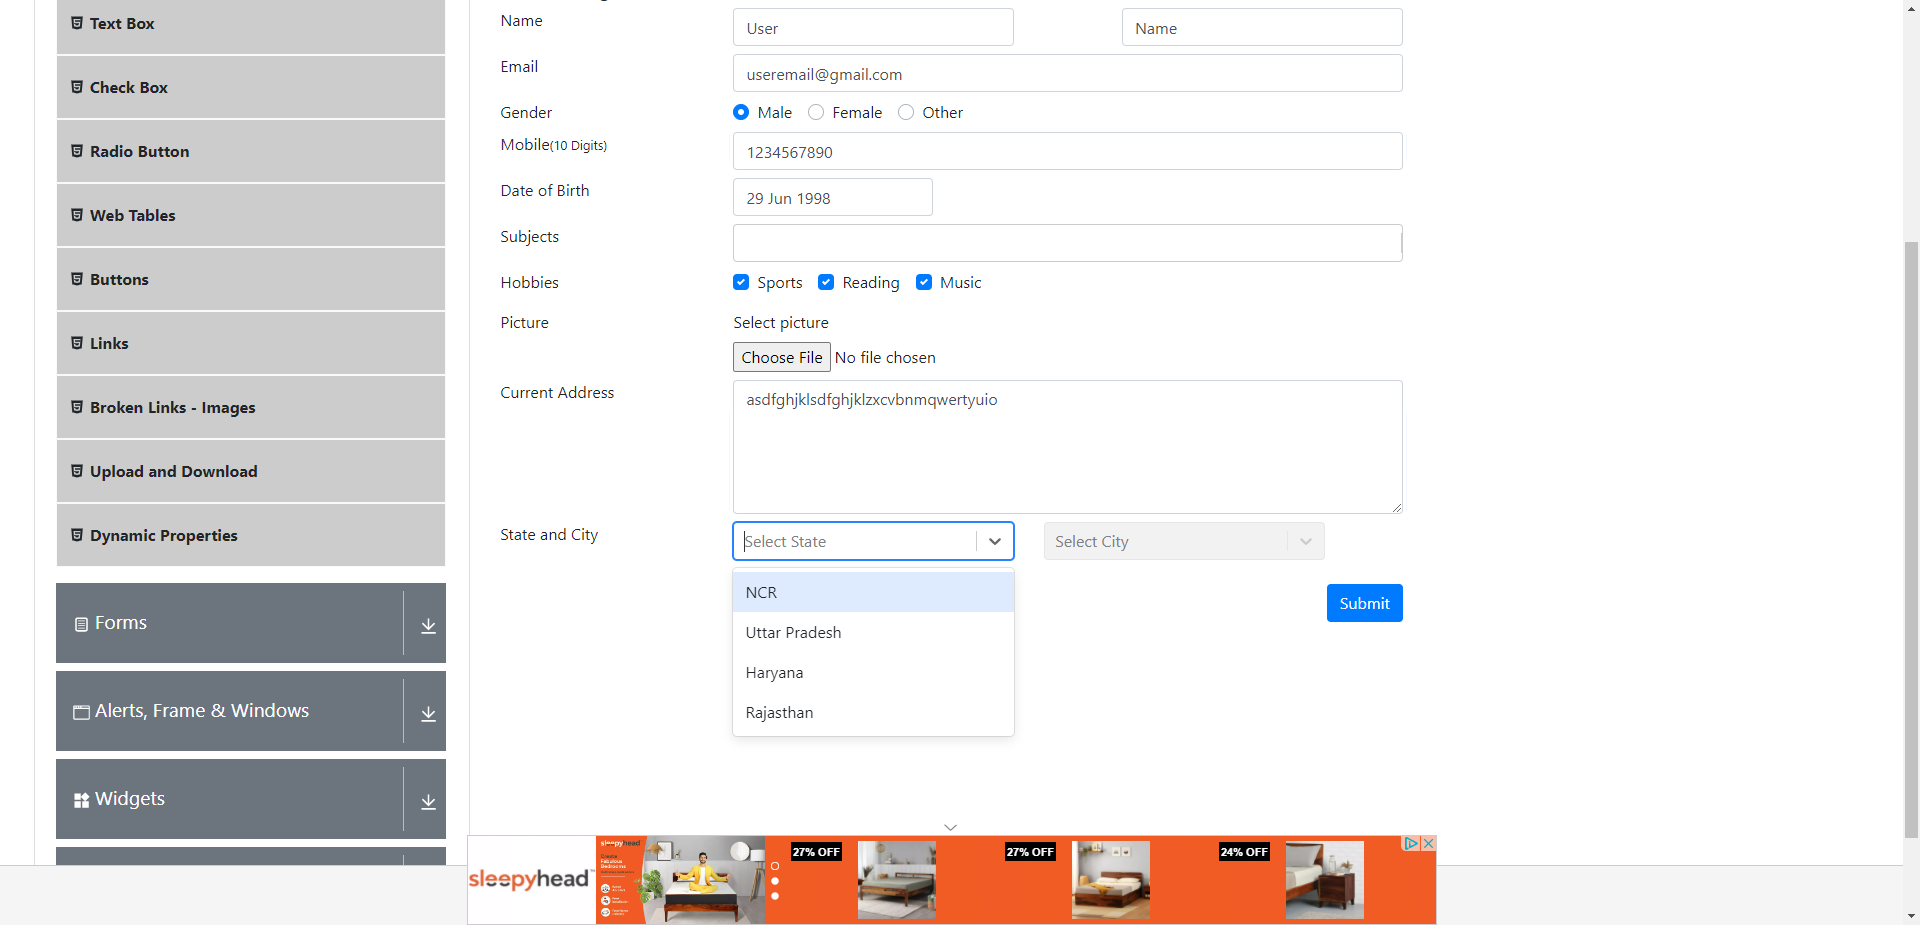 Text Box
Check Box
Radio Button
Web Tables
Buttons
Links
Broken Links - Images
Upload and Download
Dynamic Properties
Forms
Alerts, Frame & Windows
Widgets
Name
User
Name
Email
useremail@gmail.com
Gender
Male Female Other
Mobile(10 Digits)
1234567890
Date of Birth
29 Jun 1998
Subjects
Hobbies
Sports Reading Music
Picture
Select picture
Choose File No file chosen
Current Address
asdfghjklsdfghjklzxcvbnmqwertyuio
State and City
Select State
Select City
NCR
Uttar Pradesh
Haryana
Rajasthan
Submit
sleepyhead
sleepyhead
27% OFF
27% OFF
24% OFF